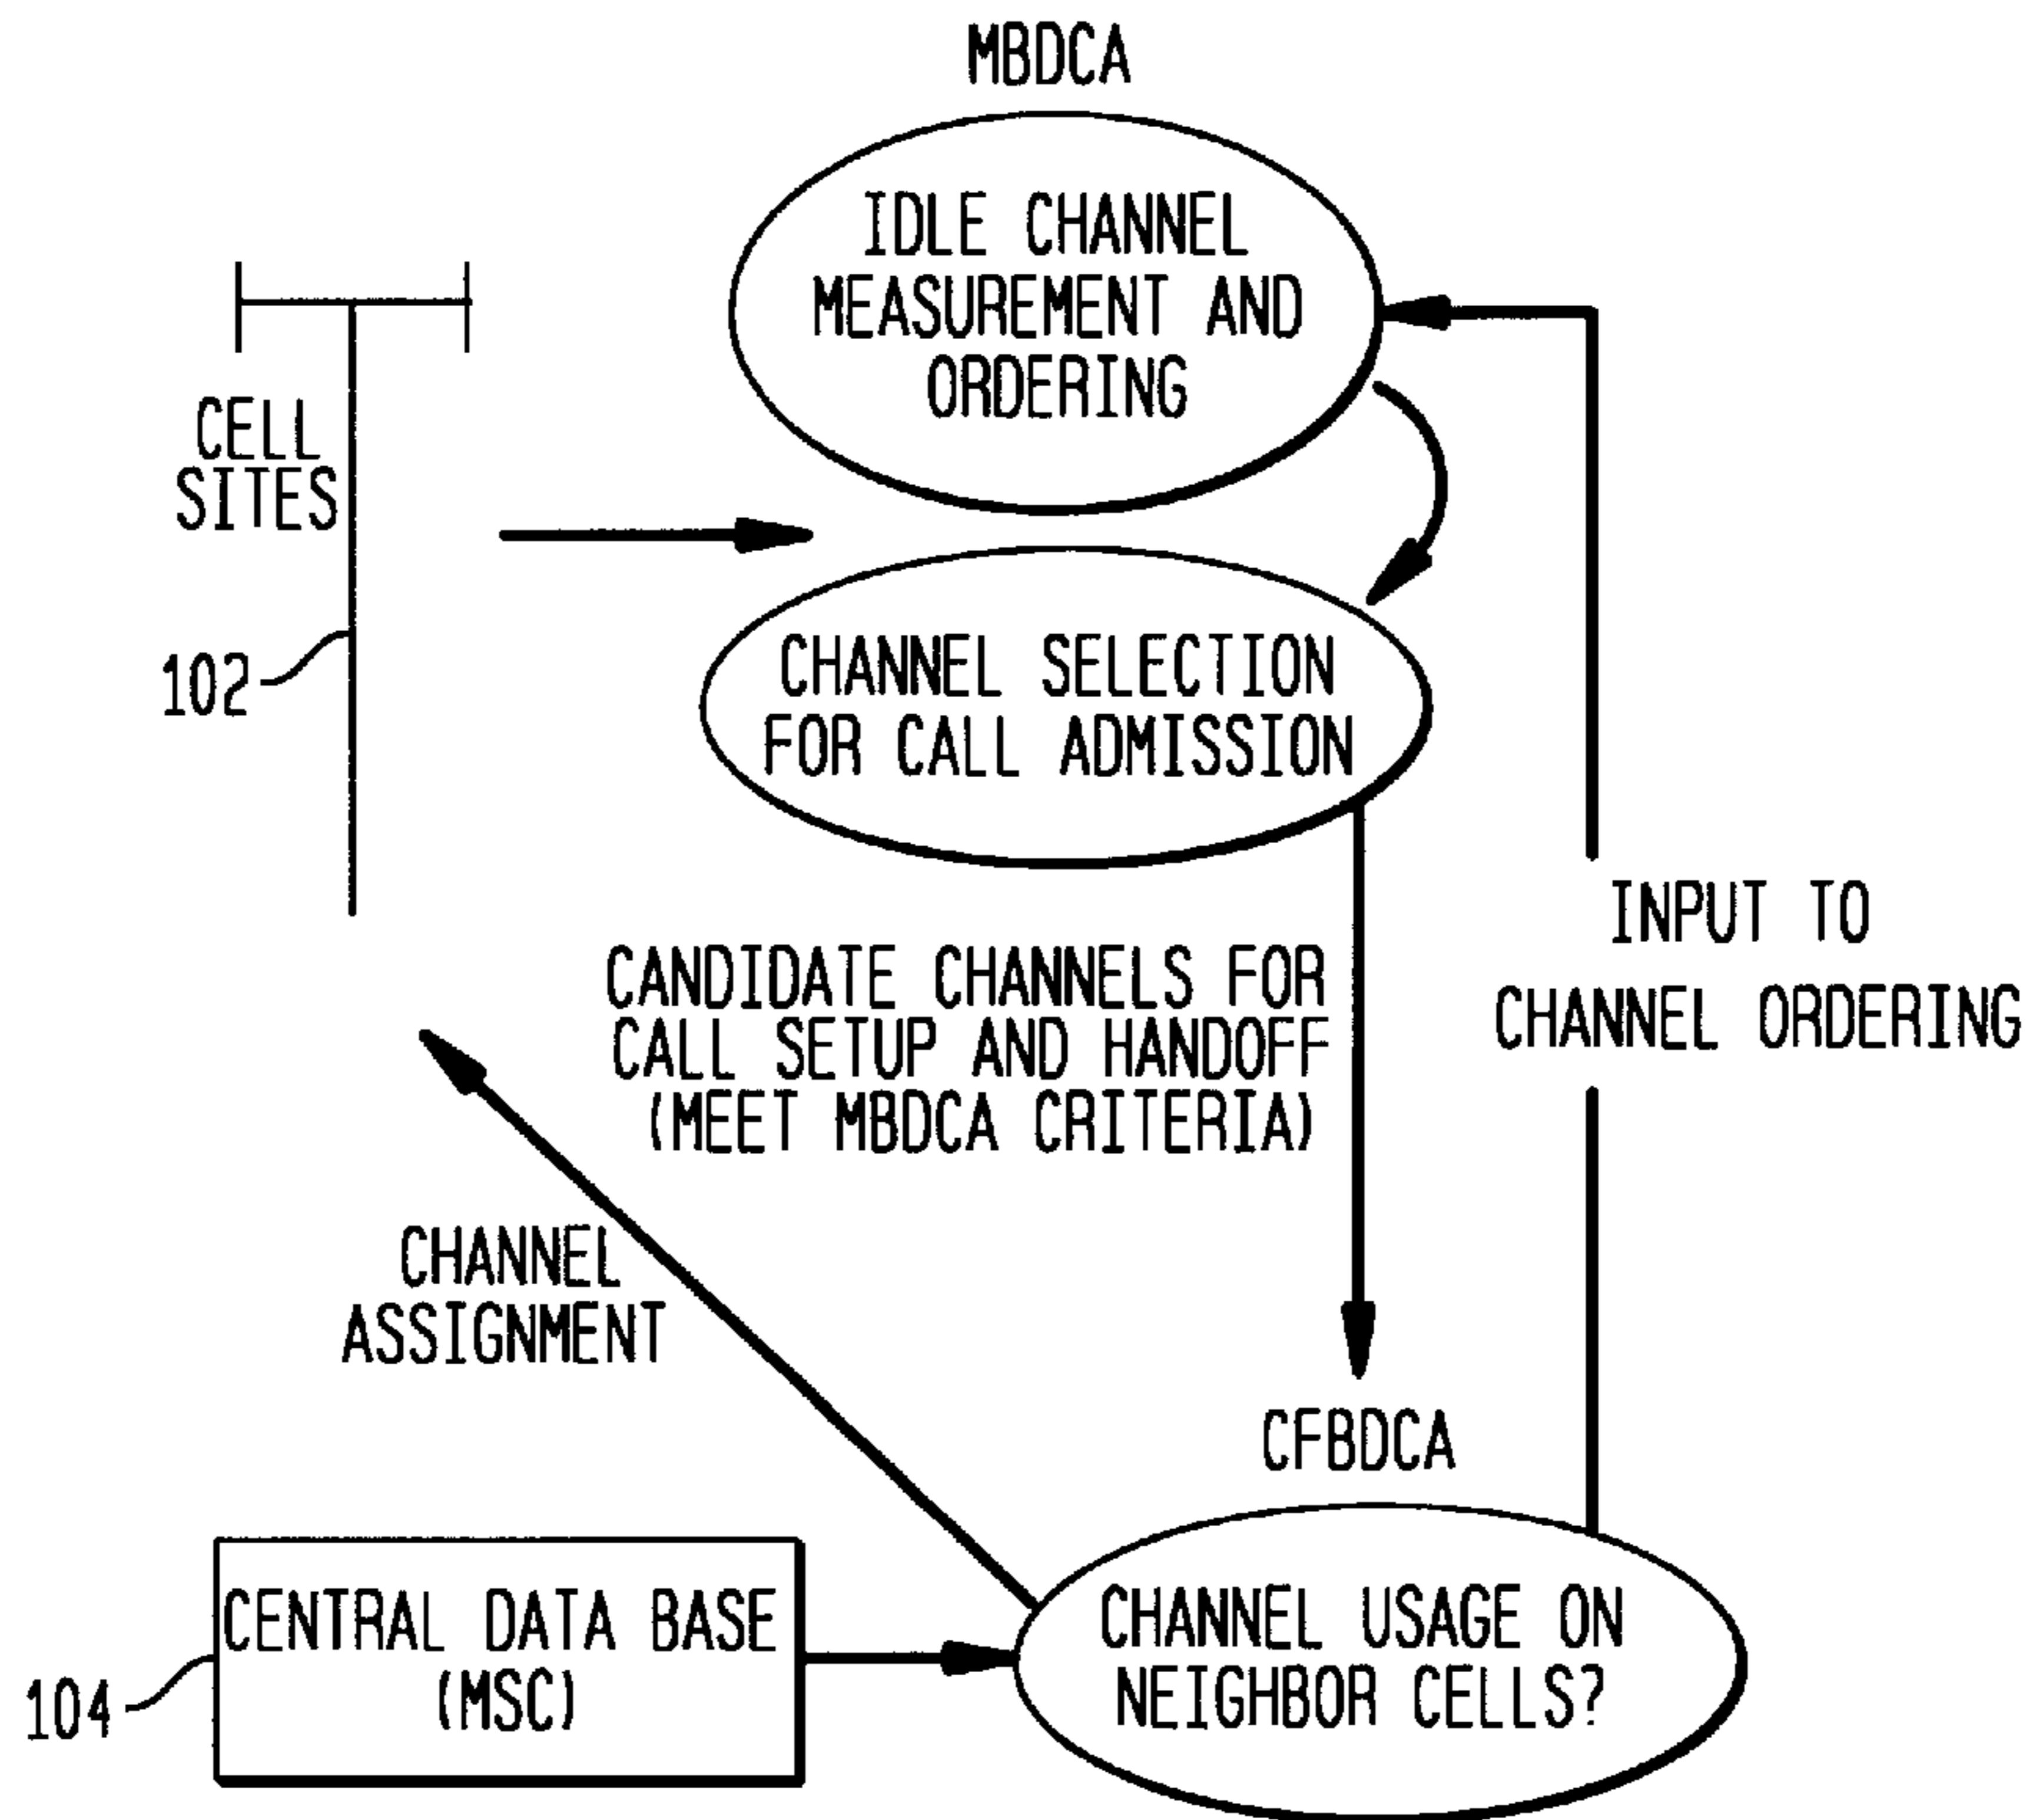 MBDCA
IDLE CHANNEL
MEASUREMENT AND
ORDERING
CELL
SITES
102
CHANNEL SELECTION
FOR CALL ADMISSION
INPUT TO
CHANNEL ORDERING
CANDIDATE CHANNELS FOR
CALL SETUP AND HANDOFF
(MEET MBDCA CRITERIA)
CHANNEL
ASSIGNMENT
CFBDCA
CENTRAL DATA BASE
(MSC)
104
CHANNEL USAGE ON
NEIGHBOR CELLS?